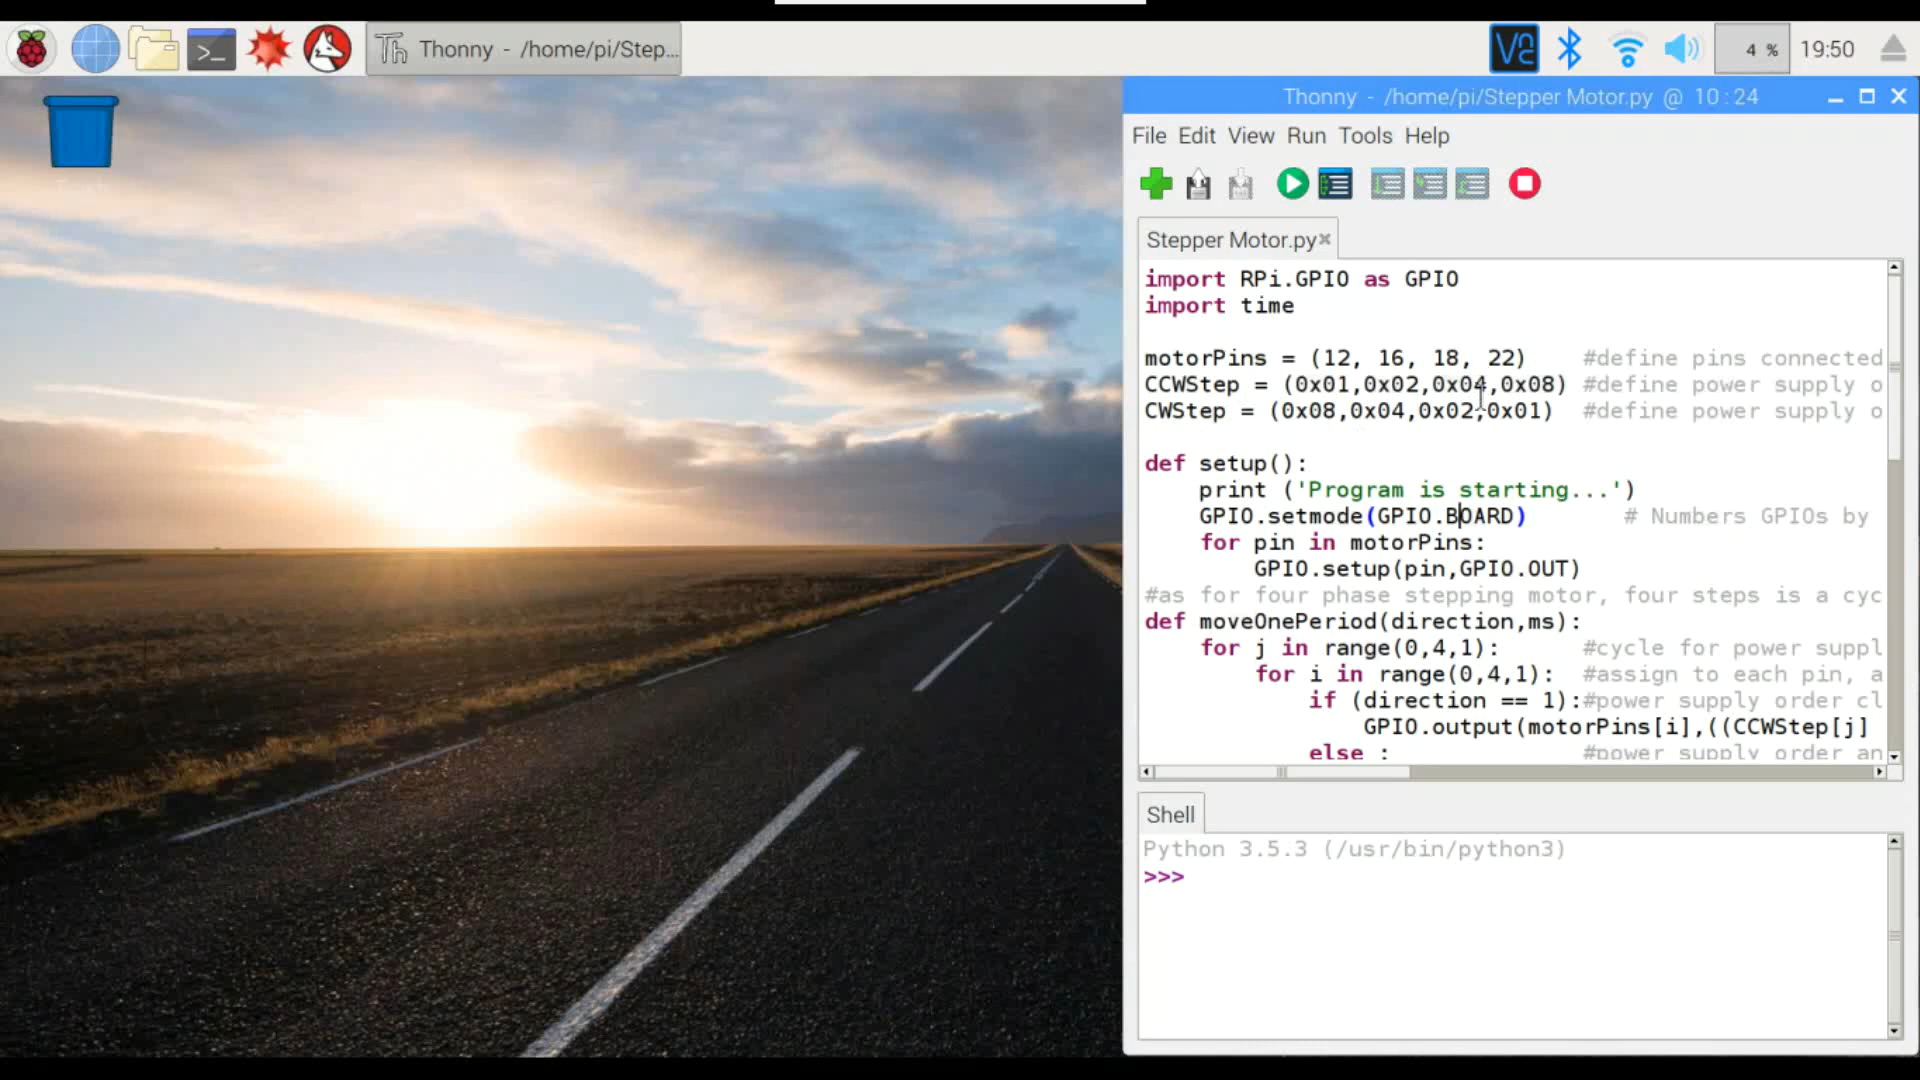 Thonny - /home/pi/Step...
4 %
19:50
Thonny - /home/pi/Stepper Motor.py @ 10:24
File Edit View Run Tools Help
Stepper Motor.py
import RPi.GPIO as GPIO
import time
motorPins = (12, 16, 18, 22) #define pins connected
CCWStep = (0x01,0x02,0x04,0x08) #define power supply o
CWStep = (0x08,0x04,0x02,0x01) #define power supply o
def setup():
print ('Program is starting...')
GPIO.setmode(GPIO.BOARD) # Numbers GPIOs by
for pin in motorPins:
GPIO.setup(pin,GPIO.OUT)
#as for four phase stepping motor, four steps is a cyc
def moveOnePeriod(direction,ms):
for j in range(0,4,1): #cycle for power suppl
for i in range(0,4,1): #assign to each pin, a
if (direction == 1):#power supply order cl
GPIO.output(motorPins[i],((CCWStep[j]
else : #power supply order an
Shell
Python 3.5.3 (/usr/bin/python3)
>>>